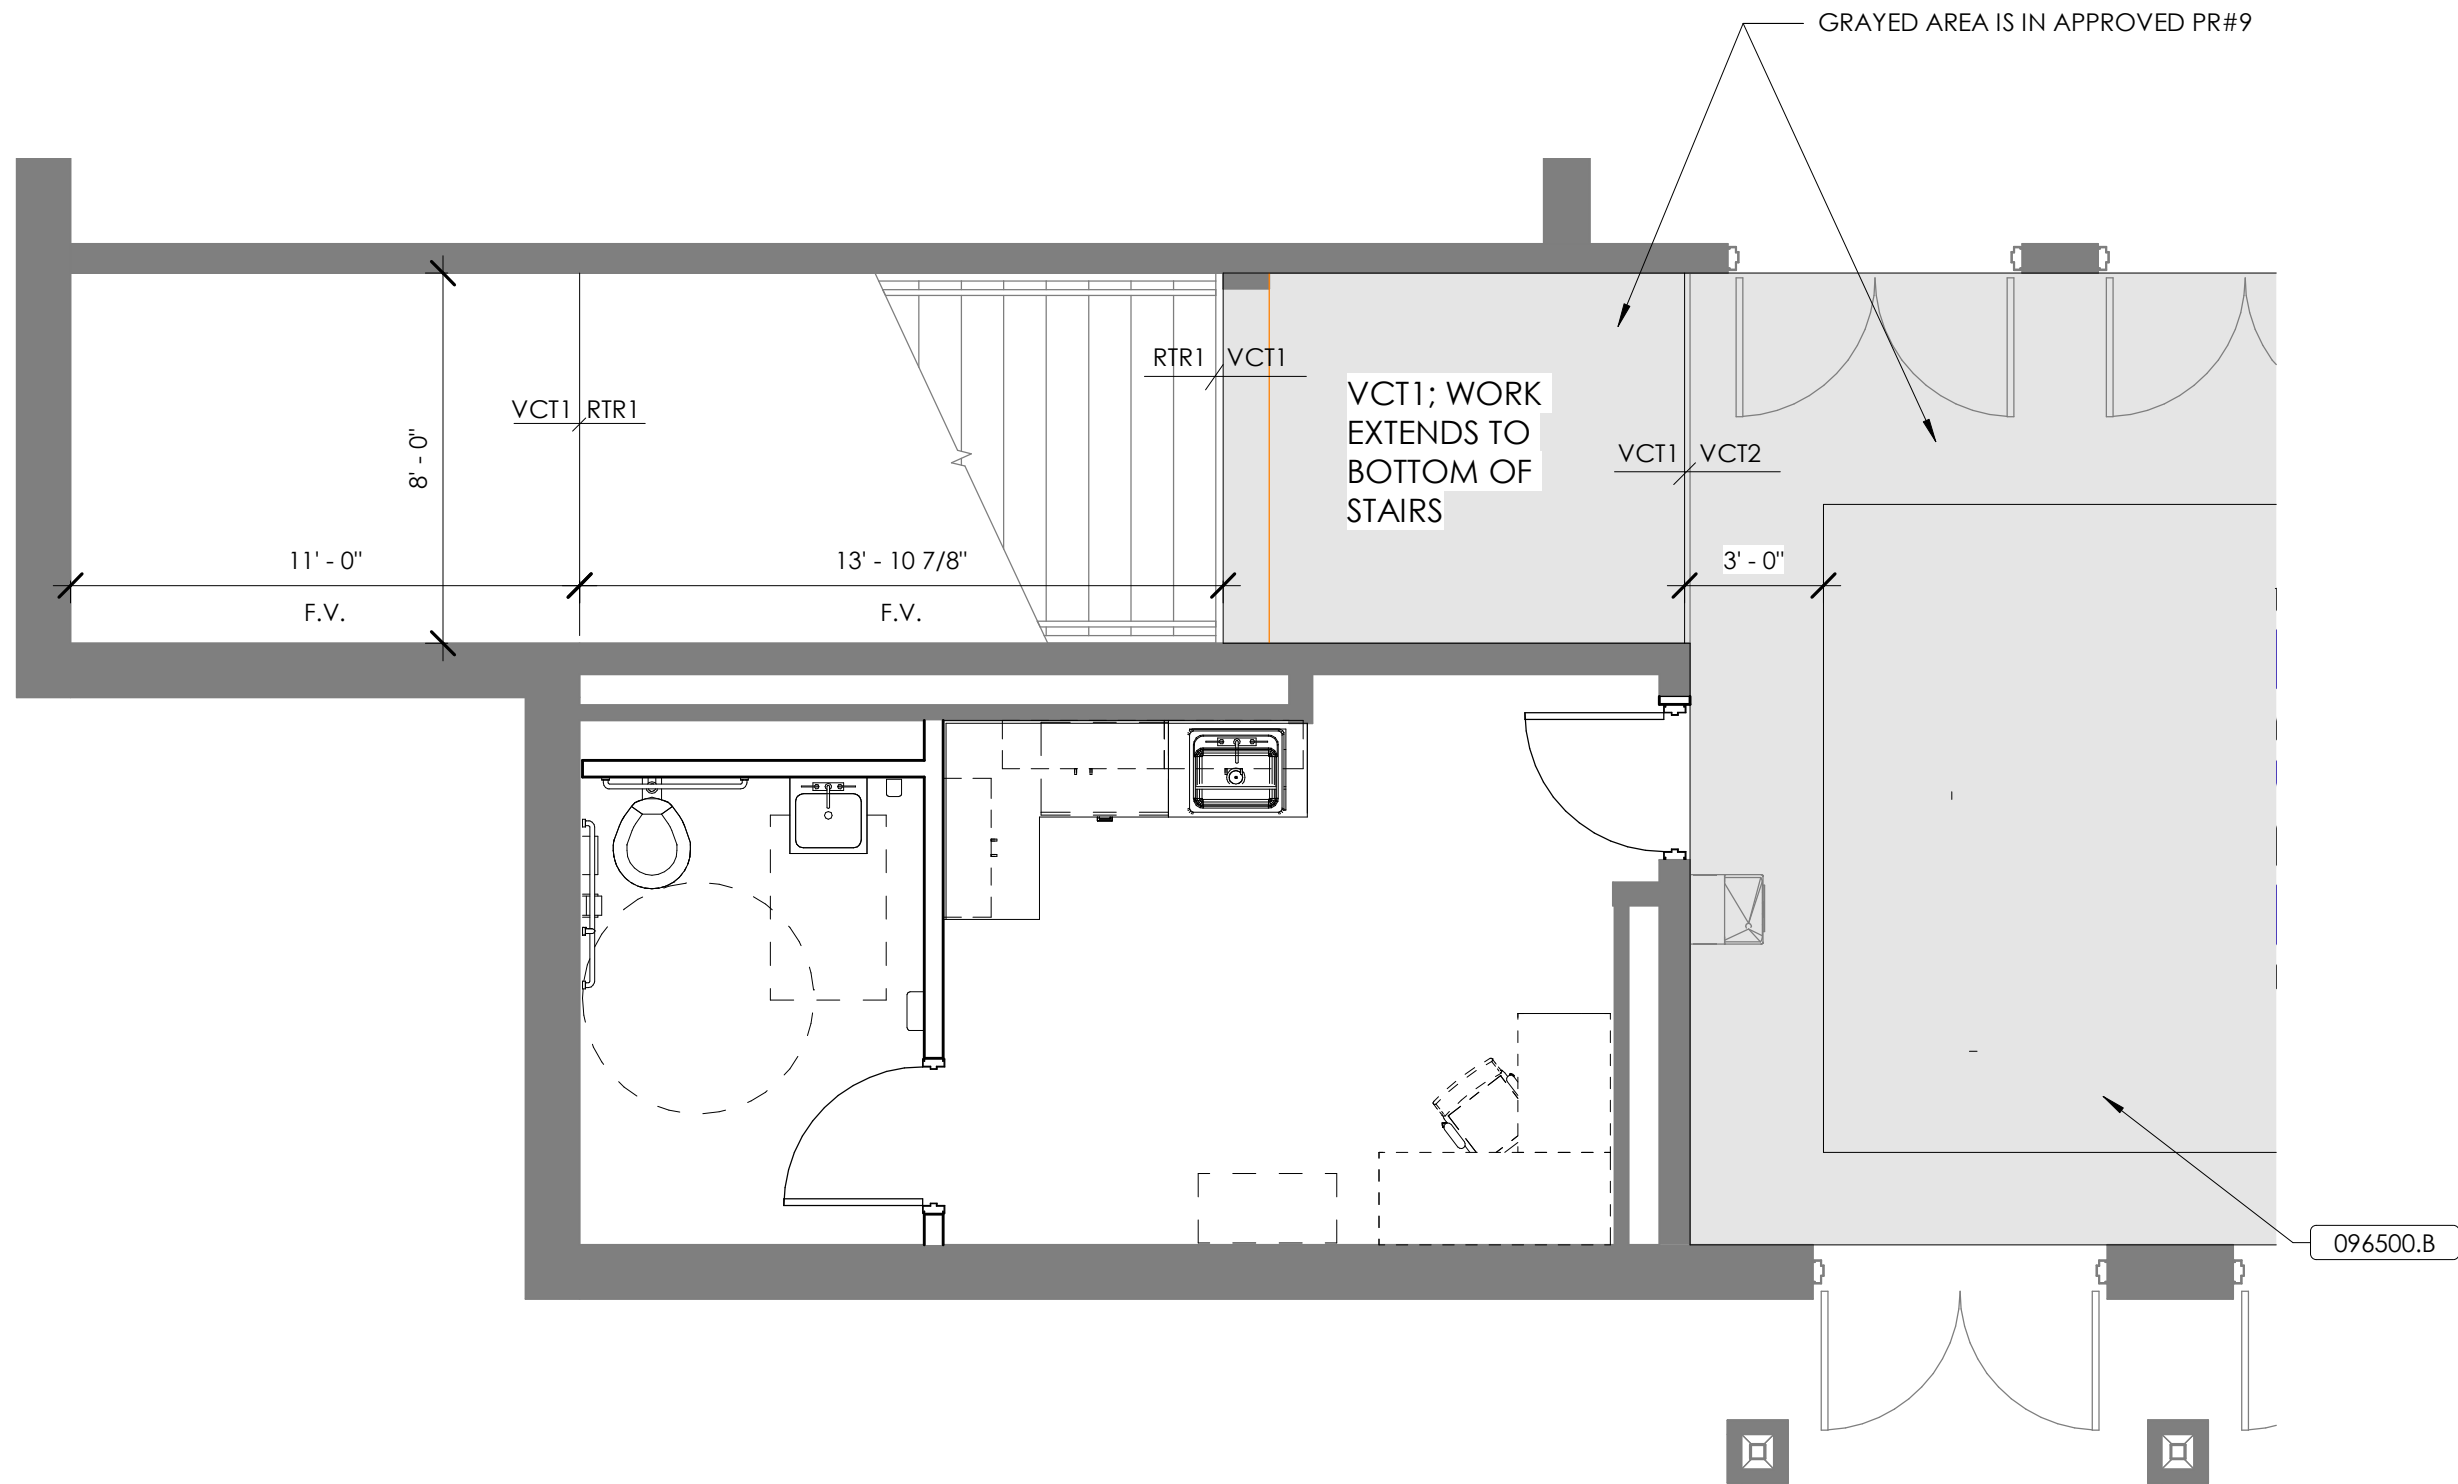 GRAYED AREA IS IN APPROVED PR#9
RTR1 VCT1
VCT1; WORK
EXTENDS TO
BOTTOM OF
STAIRS
VCT1 RTR1
VCT1 VCT2
8' - 0"
11' - 0"
F.V.
13' - 10 7/8"
F.V.
3' - 0"
096500.B